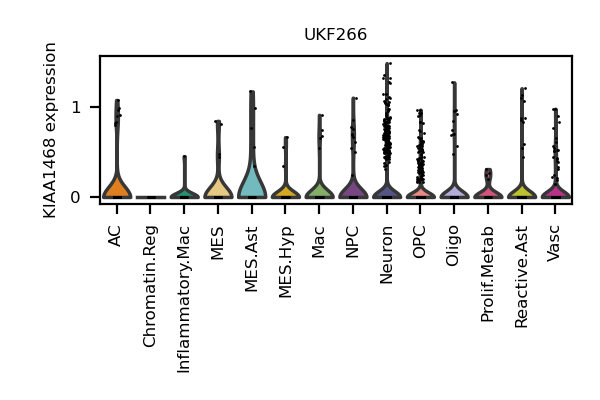 UKF266
KIAA1468 expression
1
0
AC
Chromatin.Reg
Inflammatory.Mac
MES
MES.Ast
MES.Hyp
Mac
NPC
Neuron
OPC
Oligo
Prolif.Metab
Reactive.Ast
Vasc